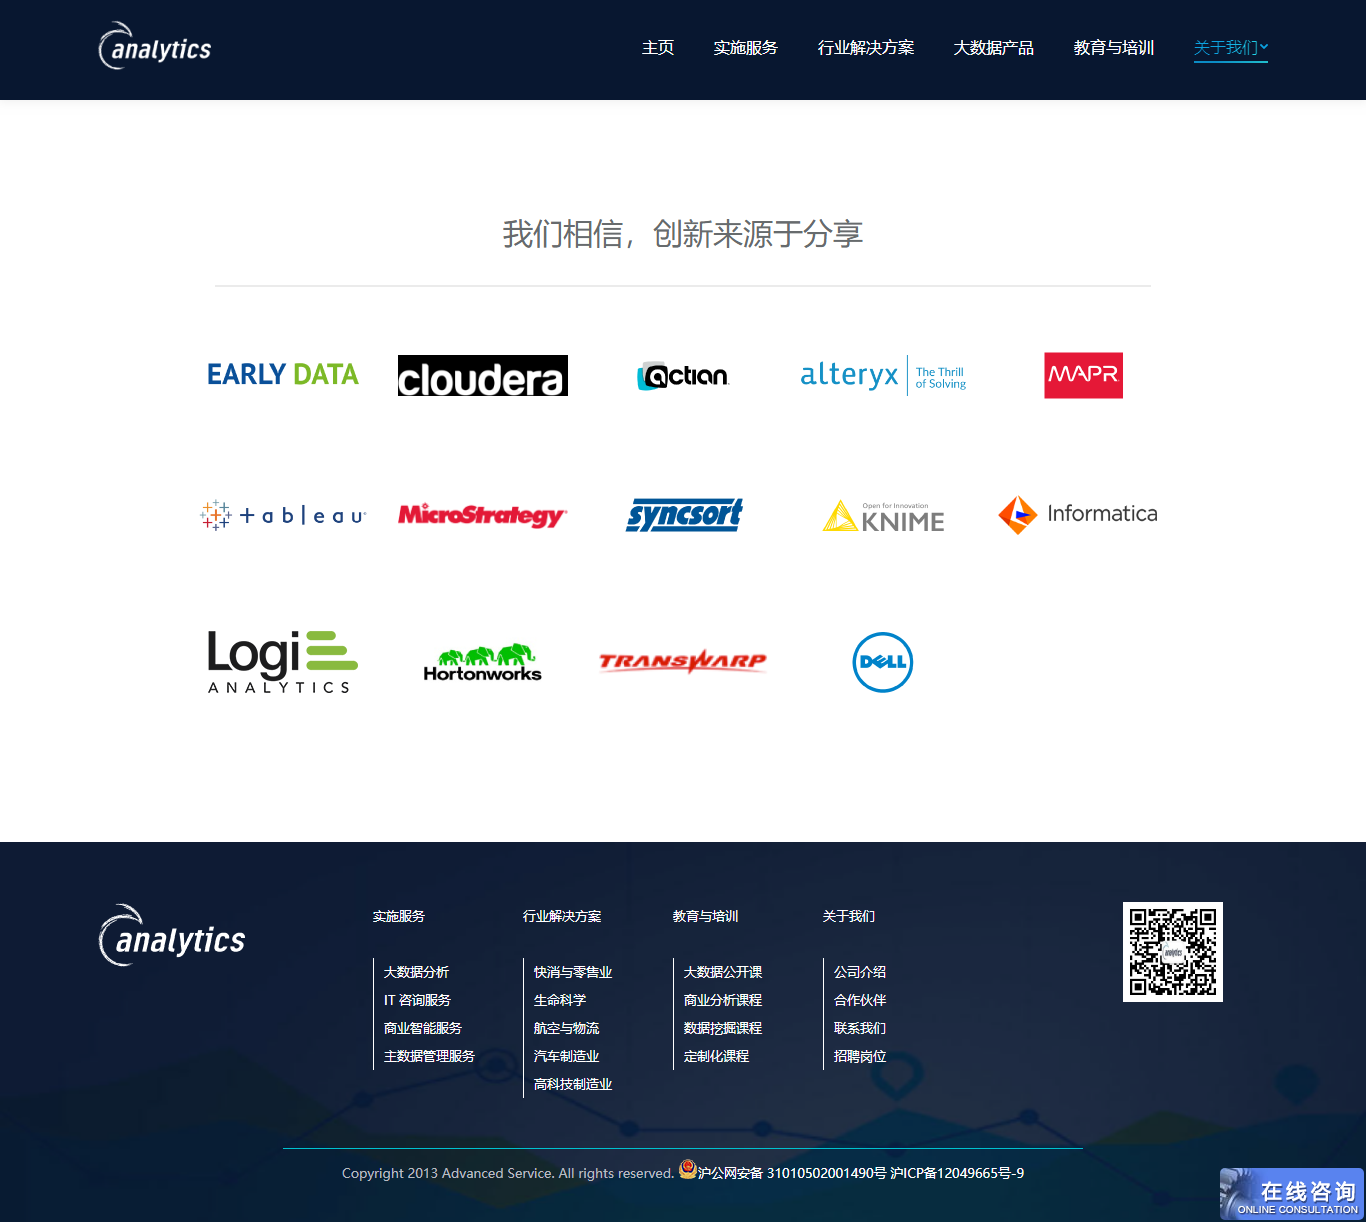 analytics
主页 实施服务 行业解决方案 大数据产品 教育与培训 关于我们
我们相信，创新来源于分享
EARLY DATA cloudera actian alteryx The Thrill of Solving MAPR
+ableau MicroStrategy syncsort Open for Innovation KNIME Informatica
Logi ANALYTICS Hortonworks TRANSWARP DELL
analytics
实施服务 行业解决方案 教育与培训 关于我们
大数据分析 快消与零售业 大数据公开课 公司介绍
IT 咨询服务 生命科学 商业分析课程 合作伙伴
商业智能服务 航空与物流 数据挖掘课程 联系我们
主数据管理服务 汽车制造业 定制化课程 招聘岗位
高科技制造业
analytics
Copyright 2013 Advanced Service. All rights reserved. 沪公网安备 31010502001490号 沪ICP备12049665号-9
在线咨询
ONLINE CONSULTATION